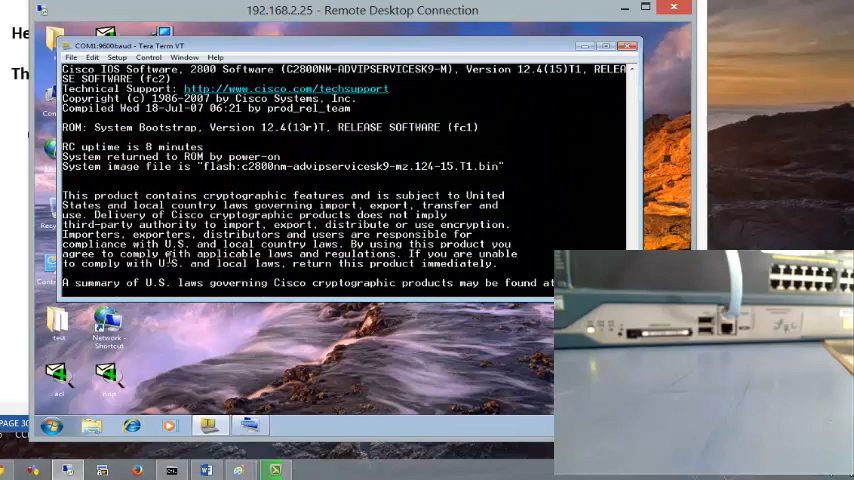 192.168.2.25 - Remote Desktop Connection
He
Th
COM1:9600baud - Tera Term VT
File Edit Setup Control Window Help
Cisco IOS Software, 2800 Software (C2800NM-ADVIPSERVICESK9-M), Version 12.4(15)T1, RELEA
SE SOFTWARE (fc2)
Technical Support: http://www.cisco.com/techsupport
Copyright (c) 1986-2007 by Cisco Systems, Inc.
Compiled Wed 18-Jul-07 06:21 by prod_rel_team
ROM: System Bootstrap, Version 12.4(13r)T, RELEASE SOFTWARE (fc1)
RC uptime is 8 minutes
System returned to ROM by power-on
System image file is "flash:c2800nm-advipservicesk9-mz.124-15.T1.bin"
This product contains cryptographic features and is subject to United
States and local country laws governing import, export, transfer and
use. Delivery of Cisco cryptographic products does not imply
third-party authority to import, export, distribute or use encryption.
Importers, exporters, distributors and users are responsible for
compliance with U.S. and local country laws. By using this product you
agree to comply with applicable laws and regulations. If you are unable
to comply with U.S. and local laws, return this product immediately.
A summary of U.S. laws governing Cisco cryptographic products may be found at
test
Network -
Shortcut
acl
PAGE 30